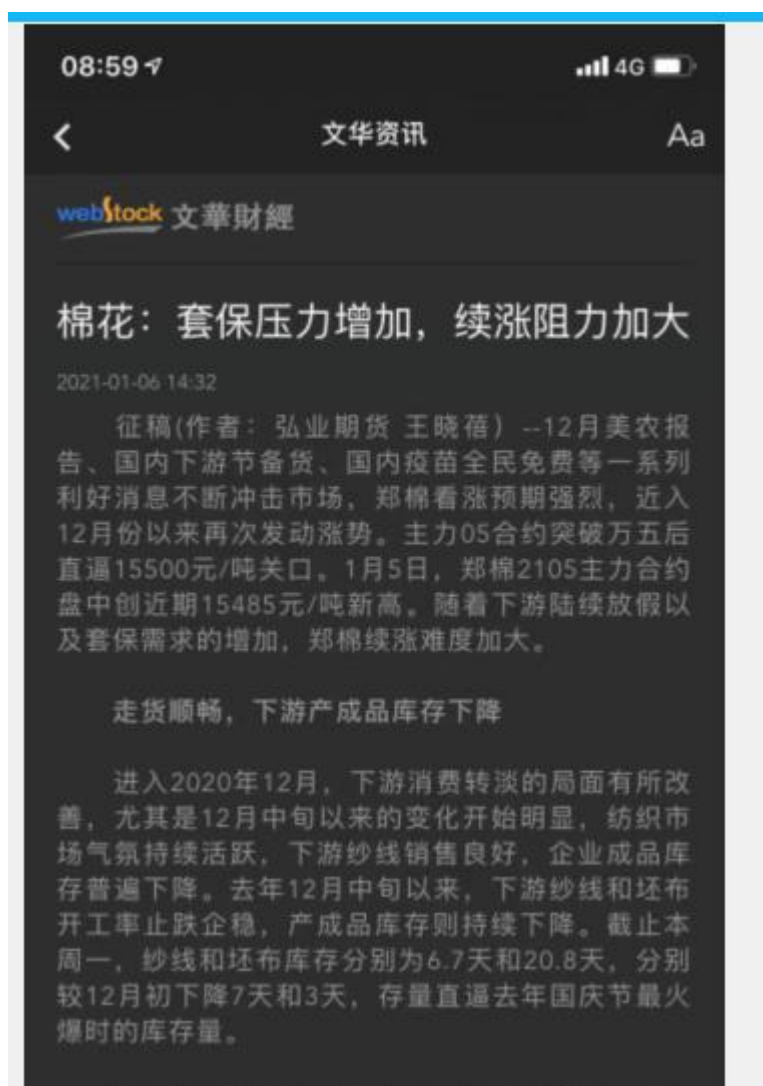 08:59
4G
文华资讯
Aa
webstock 文華財經
棉花：套保压力增加，续涨阻力加大
2021-01-06 14:32
征稿(作者：弘业期货 王晓蓓）--12月美农报
告、国内下游节备货、国内疫苗全民免费等一系列
利好消息不断冲击市场，郑棉看涨预期强烈，近入
12月份以来再次发动涨势。主力05合约突破万五后
直逼15500元/吨关口。1月5日，郑棉2105主力合约
盘中创近期15485元/吨新高。随着下游陆续放假以
及套保需求的增加，郑棉续涨难度加大。
走货顺畅，下游产成品库存下降
进入2020年12月，下游消费转淡的局面有所改
善，尤其是12月中旬以来的变化开始明显，纺织市
场气氛持续活跃，下游纱线销售良好，企业成品库
存普遍下降。去年12月中旬以来，下游纱线和坯布
开工率止跌企稳，产成品库存则持续下降。截止本
周一，纱线和坯布库存分别为6.7天和20.8天，分别
较12月初下降7天和3天，存量直逼去年国庆节最火
爆时的库存量。